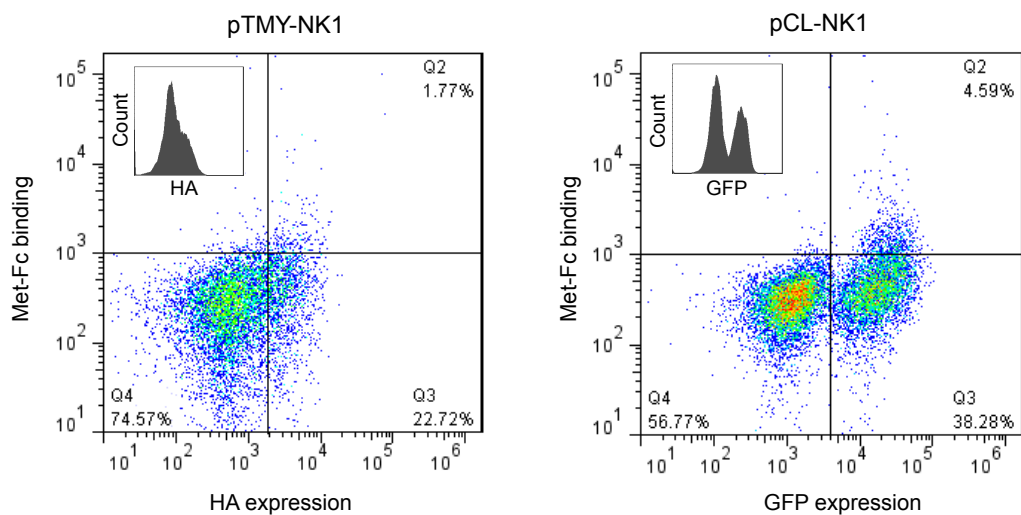 pTMY-NK1
Met-Fc binding
10^5
10^4
10^3
10^2
10^1
Count
HA
Q2
1.77%
Q4
74.57%
Q3
22.72%
10^1 10^2 10^3 10^4 10^5 10^6
HA expression
pCL-NK1
Met-Fc binding
10^5
10^4
10^3
10^2
10^1
Count
GFP
Q2
4.59%
Q4
56.77%
Q3
38.28%
10^1 10^2 10^3 10^4 10^5 10^6
GFP expression